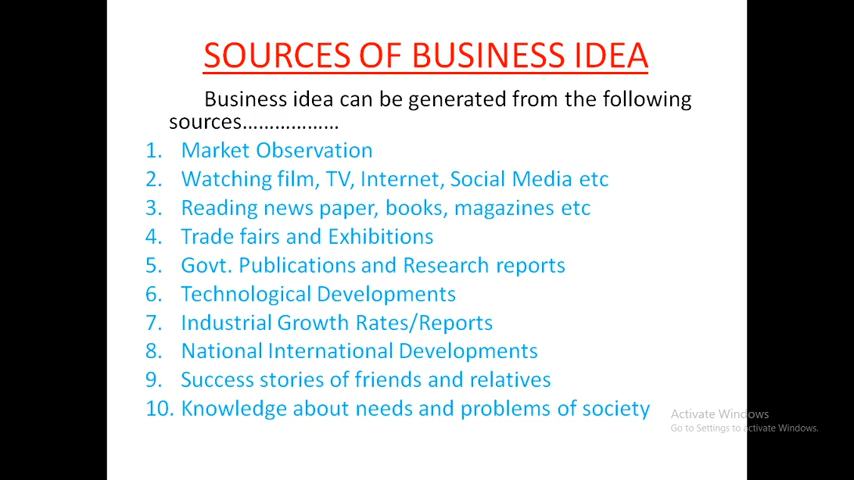 SOURCES OF BUSINESS IDEA
Business idea can be generated from the following
sources………………
1. Market Observation
2. Watching film, TV, Internet, Social Media etc
3. Reading news paper, books, magazines etc
4. Trade fairs and Exhibitions
5. Govt. Publications and Research reports
6. Technological Developments
7. Industrial Growth Rates/Reports
8. National International Developments
9. Success stories of friends and relatives
10. Knowledge about needs and problems of society
Activate Windows
Go to Settings to activate Windows.